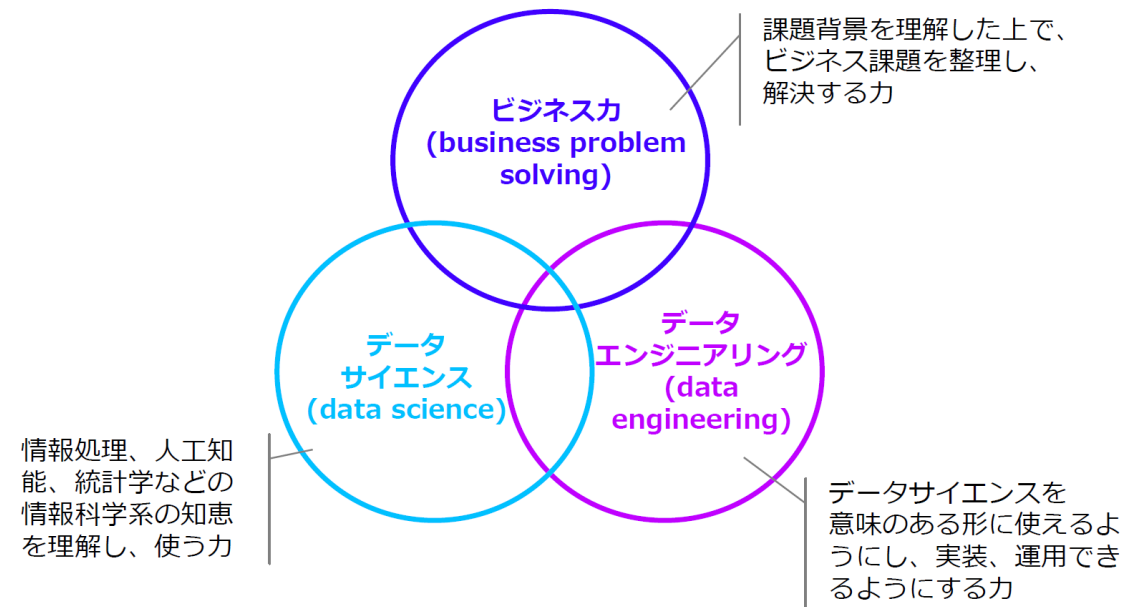 課題背景を理解した上で、
ビジネス課題を整理し、
解決する力
ビジネス力
(business problem
solving)
データ
サイエンス
(data science)
データ
エンジニアリング
(data
engineering)
情報処理、人工知
能、統計学などの
情報科学系の知恵
を理解し、使う力
データサイエンスを
意味のある形に使えるよ
うにし、実装、運用でき
るようにする力